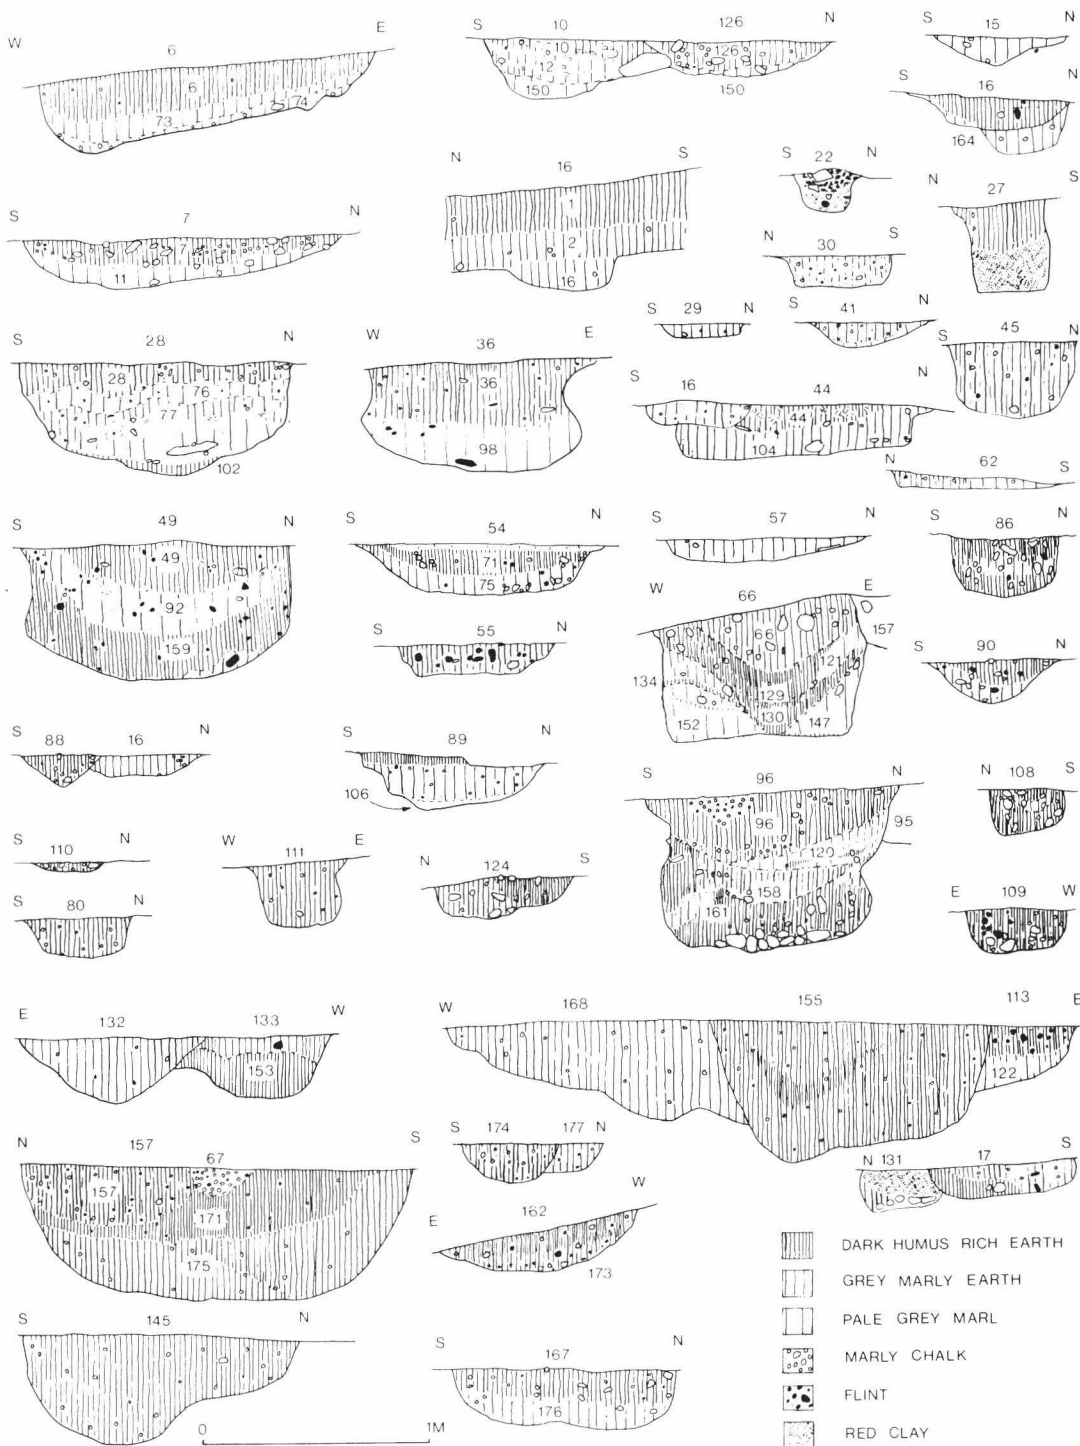 W 6 E
6
74
73
S 10 126 N
10 126
12
150 150
S 15 N
S 16 N
164
N 16 S
1
2
16
S 22 N
N 27 S
S 7 N
7
11
N 30 S
S 29 N
S 41 N
S 45 N
S 28 N
28
76
77
102
W 36 E
36
98
S 16 44 N
44
104
N 62 S
S 49 N
49
92
159
S 54 N
71
75
S 55 N
S 57 N
S 86 N
W 66 E
66
157
121
134
129
152 130 147
S 90 N
S 88 16 N
S 89 N
106
S 96 N
96
95
120
158
161
N 108 S
S 110 N
W 111 E
N 124 S
S 80 N
E 109 W
E 132 133 W
153
W 168 155 113 E
122
N 157 67 S
157
171
175
S 174 177 N
N 131 17 S
E 162 W
173
S 145 N
S 167 N
176
0 1M
DARK HUMUS RICH EARTH
GREY MARLY EARTH
PALE GREY MARL
MARLY CHALK
FLINT
RED CLAY